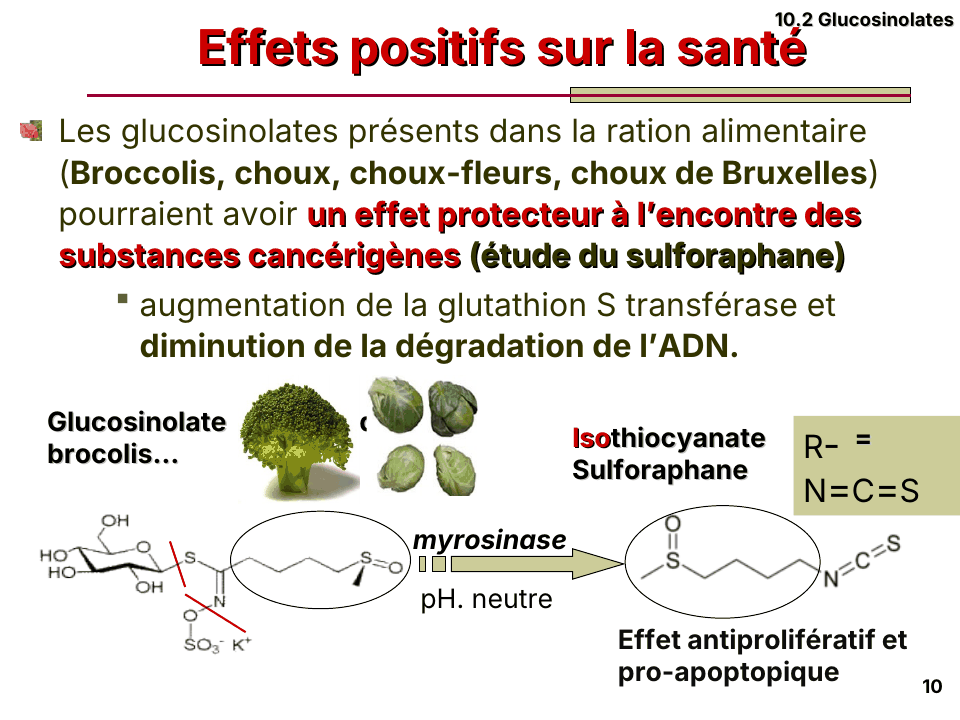 10.2 Glucosinolates
Effets positifs sur la santé
Les glucosinolates présents dans la ration alimentaire
(Broccolis, choux, choux-fleurs, choux de Bruxelles)
pourraient avoir un effet protecteur à l’encontre des
substances cancérigènes (étude du sulforaphane)
augmentation de la glutathion S transférase et
diminution de la dégradation de l’ADN.
Glucosinolate
brocolis...
Isothiocyanate
Sulforaphane
R- =
N=C=S
OH
HO
HO
O
OH
OH
S
N
O
SO₃⁻ K⁺
S
O
myrosinase
pH. neutre
O
S
N
C
S
Effet antiprolifératif et
pro-apoptopique
10